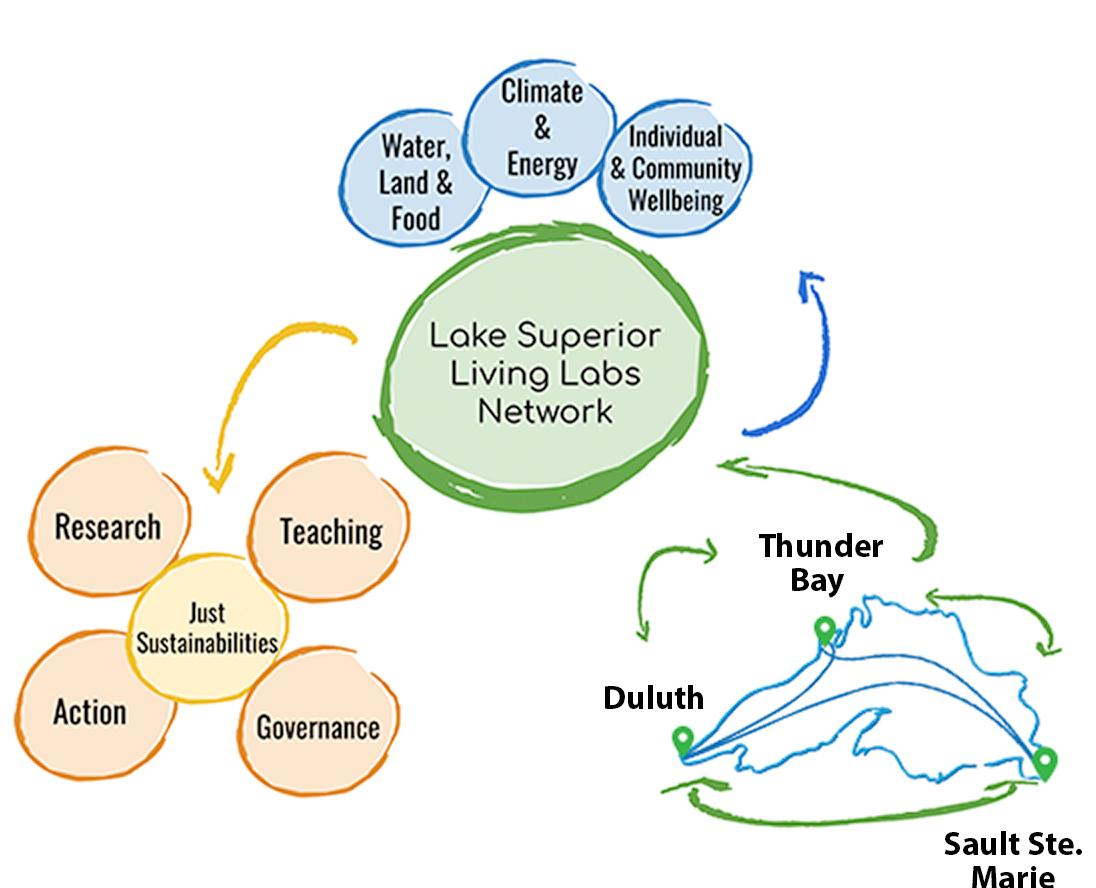 Climate
&
Energy
Water,
Land &
Food
Individual
& Community
Wellbeing
Lake Superior
Living Labs
Network
Research
Teaching
Just
Sustainabilities
Action
Governance
Thunder
Bay
Duluth
Sault Ste.
Marie